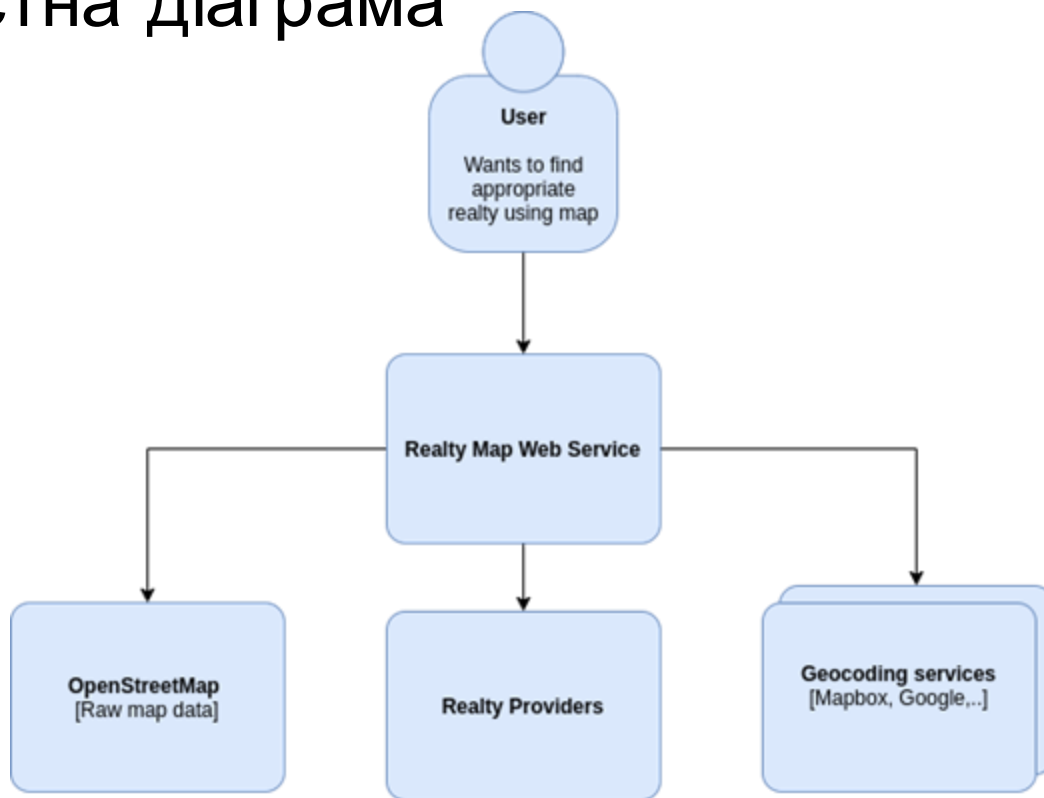 діаграма
User
Wants to find
appropriate
realty using map
Realty Map Web Service
OpenStreetMap
[Raw map data]
Realty Providers
Geocoding services
[Mapbox, Google,..]